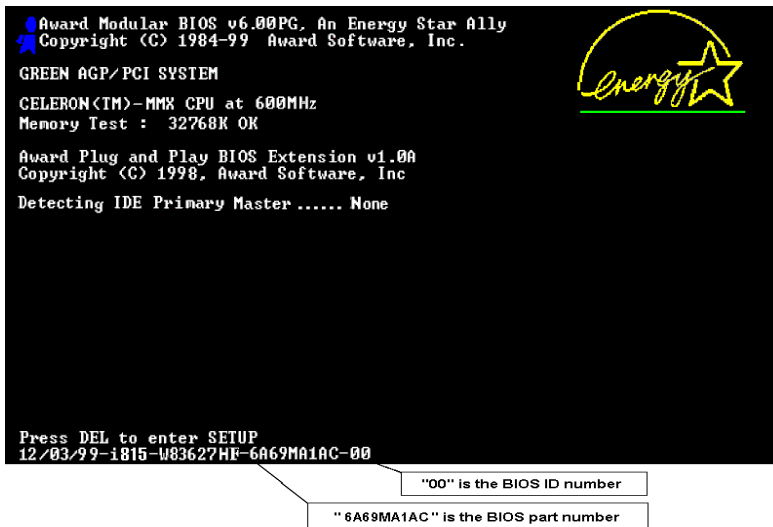 Award Modular BIOS v6.00PG, An Energy Star Ally
Copyright (C) 1984-99 Award Software, Inc.
energy
GREEN AGP/PCI SYSTEM
CELERON(TM)-MMX CPU at 600MHz
Memory Test : 32768K OK
Award Plug and Play BIOS Extension v1.0A
Copyright (C) 1998, Award Software, Inc
Detecting IDE Primary Master ...... None
Press DEL to enter SETUP
12/03/99-i815-W83627HF-6A69MA1AC-00
"00" is the BIOS ID number
"6A69MA1AC" is the BIOS part number